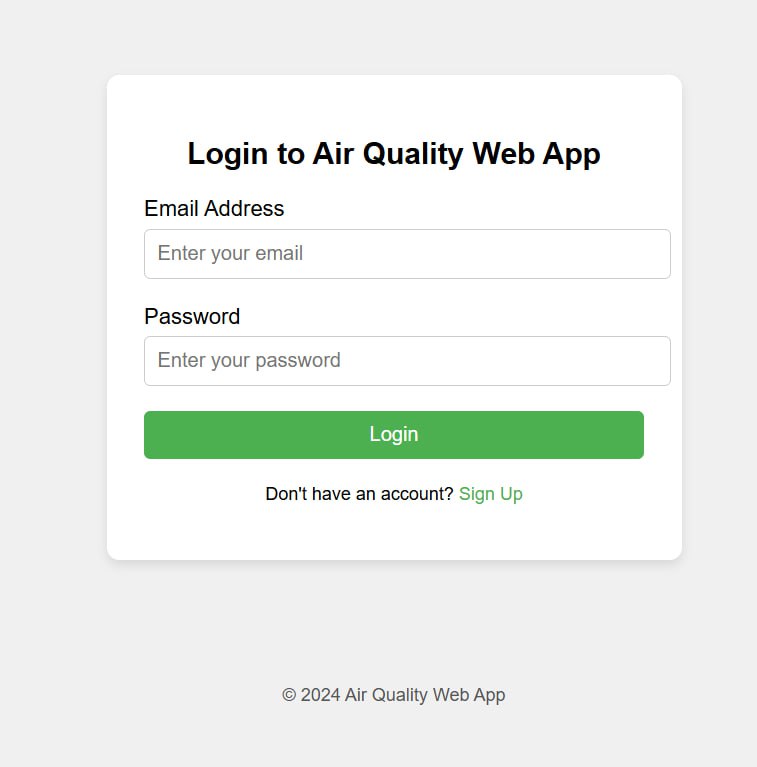 Login to Air Quality Web App
Email Address
Enter your email
Password
Enter your password
Login
Don't have an account? Sign Up
© 2024 Air Quality Web App